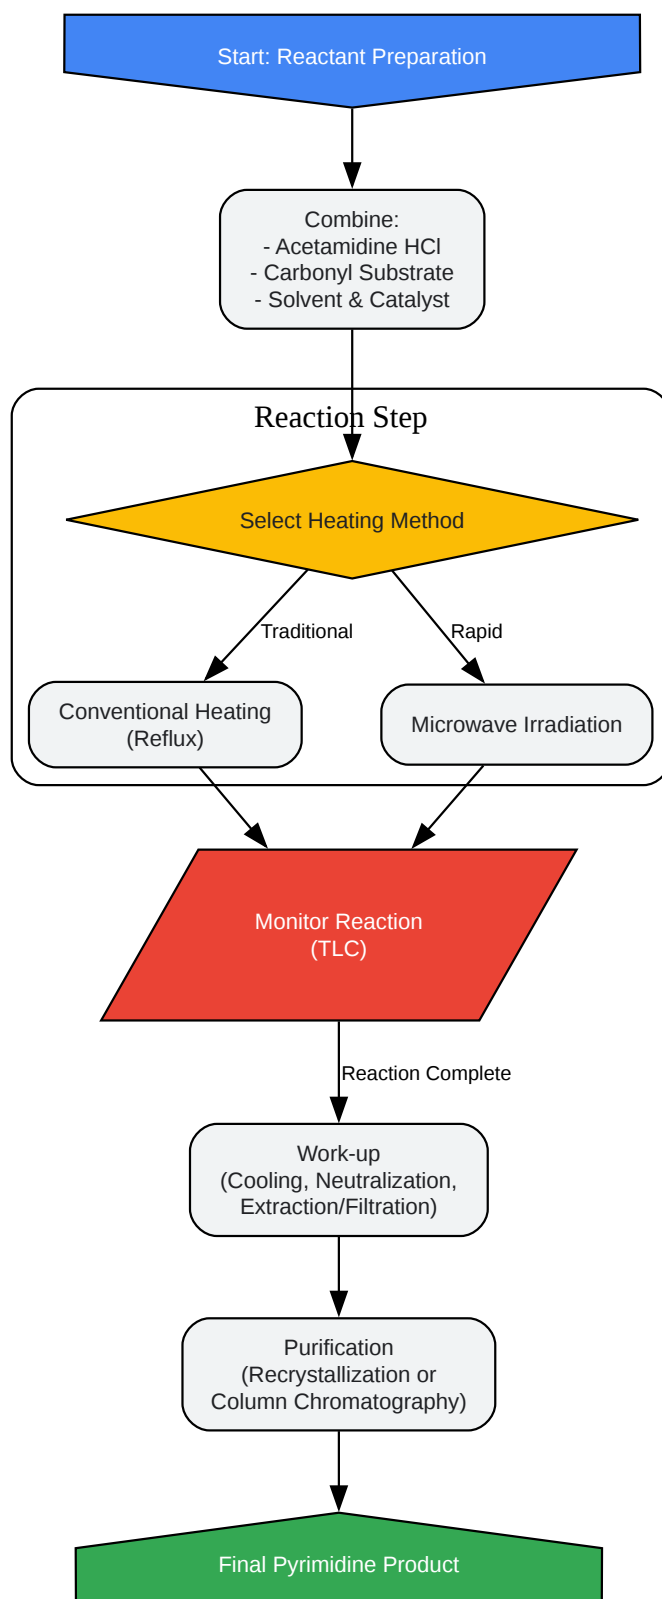 Start: Reactant Preparation
Combine:
- Acetamidine HCl
- Carbonyl Substrate
- Solvent & Catalyst
Reaction Step
Select Heating Method
Traditional
Rapid
Conventional Heating
(Reflux)
Microwave Irradiation
Monitor Reaction
(TLC)
Reaction Complete
Work-up
(Cooling, Neutralization,
Extraction/Filtration)
Purification
(Recrystallization or
Column Chromatography)
Final Pyrimidine Product